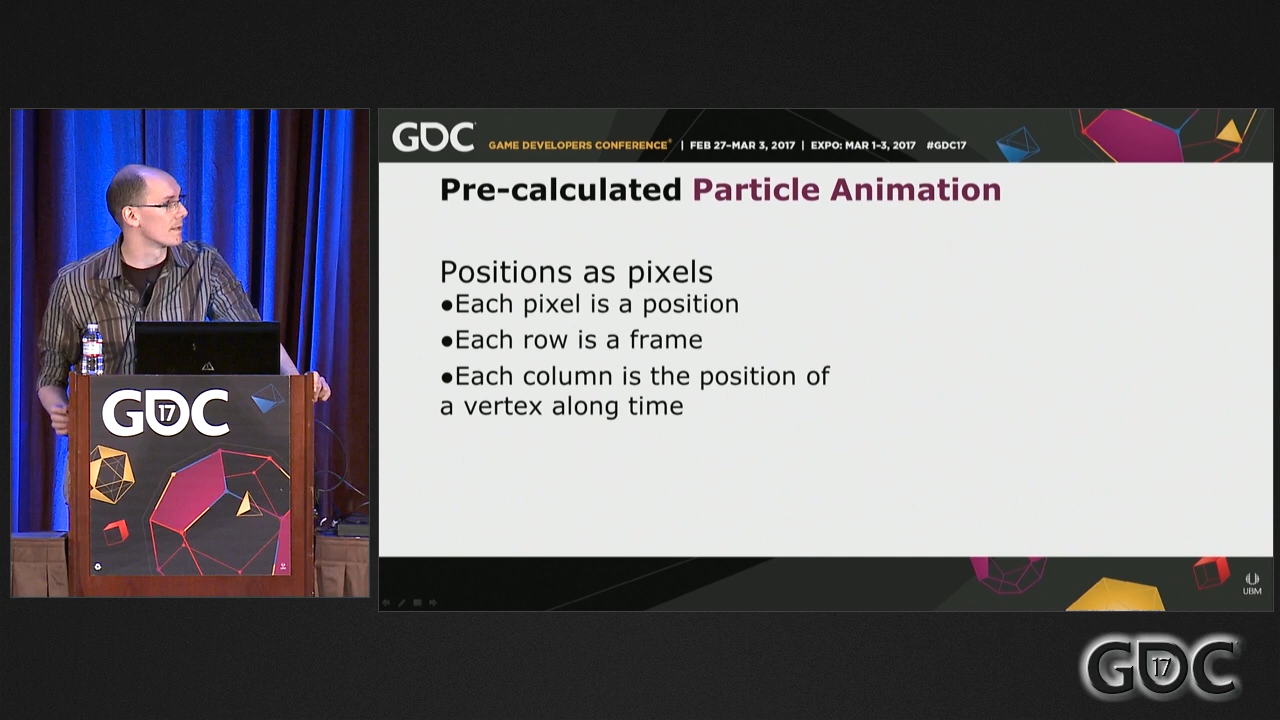 GDC GAME DEVELOPERS CONFERENCE® | FEB 27–MAR 3, 2017 | EXPO: MAR 1-3, 2017 #GDC17
Pre-calculated Particle Animation
Positions as pixels
●Each pixel is a position
●Each row is a frame
●Each column is the position of
a vertex along time
GDC
17
UBM
GDC
17